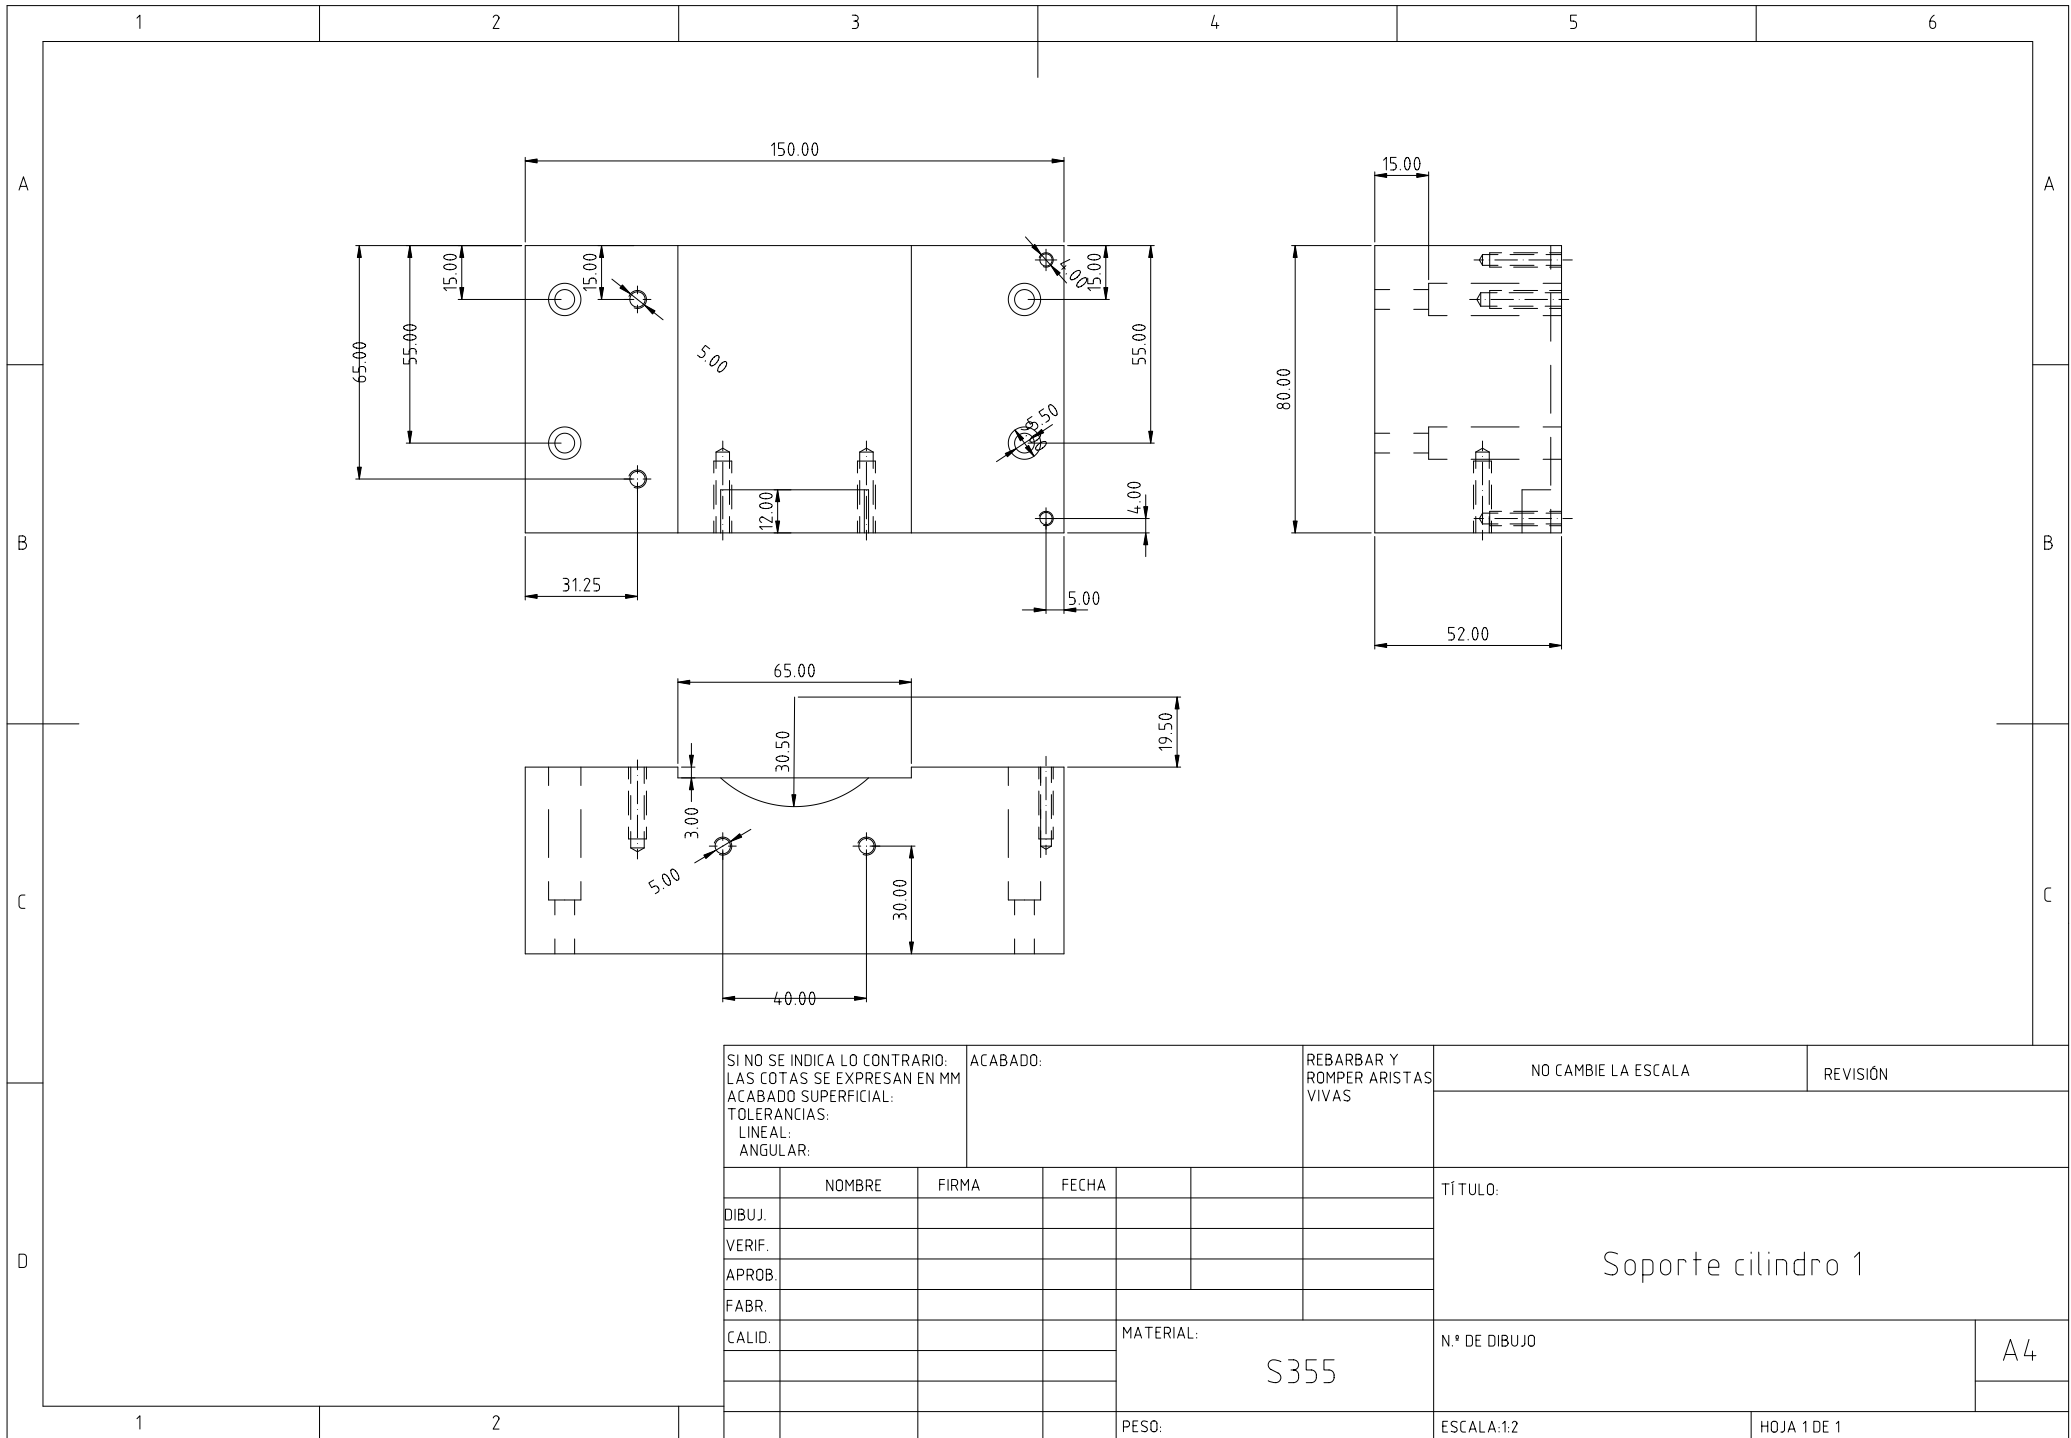 1 2 3 4 5 6
A A
B B
C C
D
150.00
15.00
65.00
55.00
15.00
15.00
4.00
15.00
55.00
5.00
5.50
12.00
4.00
31.25
5.00
80.00
52.00
65.00
19.50
30.50
3.00
5.00
30.00
40.00
SI NO SE INDICA LO CONTRARIO:
LAS COTAS SE EXPRESAN EN MM
ACABADO SUPERFICIAL:
TOLERANCIAS:
LINEAL:
ANGULAR:
ACABADO:
REBARBAR Y
ROMPER ARISTAS
VIVAS
NO CAMBIE LA ESCALA
REVISIÓN
NOMBRE FIRMA FECHA
DIBUJ.
VERIF.
APROB.
FABR.
CALID.
TÍTULO:
Soporte cilindro 1
MATERIAL:
S355
N.º DE DIBUJO
A4
PESO:
ESCALA:1:2
HOJA 1 DE 1
1 2